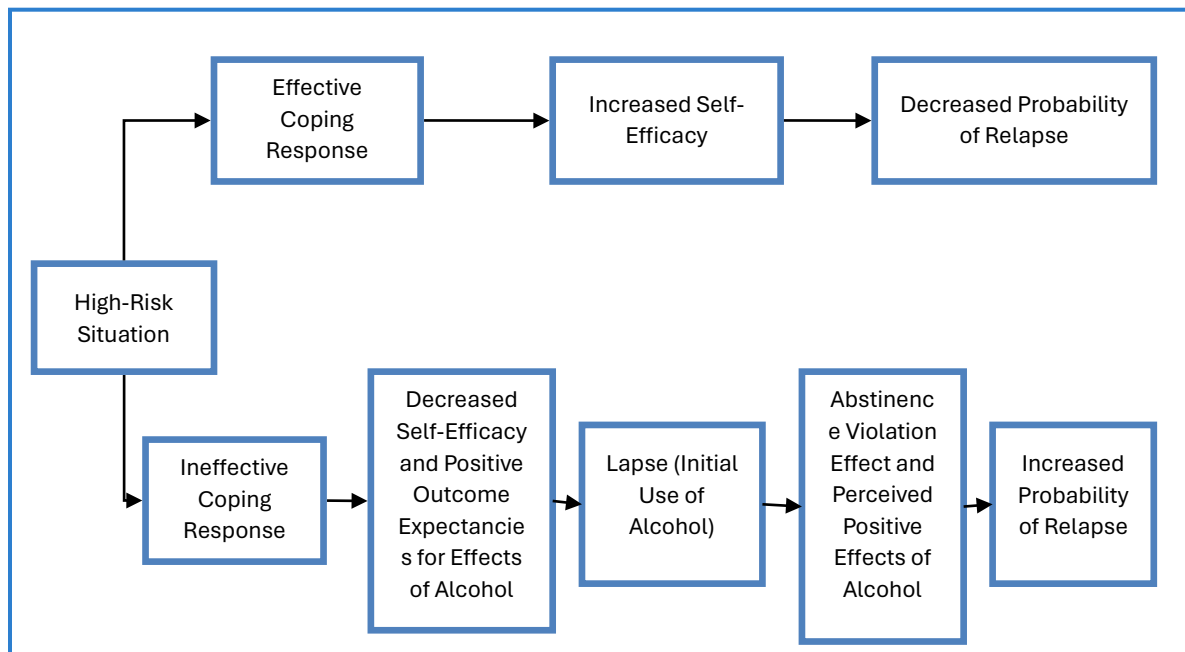 Effective
Coping
Response
Increased Self-
Efficacy
Decreased Probability
of Relapse
High-Risk
Situation
Ineffective
Coping
Response
Decreased
Self-Efficacy
and Positive
Outcome
Expectancie
s for Effects
of Alcohol
Lapse (Initial
Use of
Alcohol)
Abstinenc
e Violation
Effect and
Perceived
Positive
Effects of
Alcohol
Increased
Probability
of Relapse